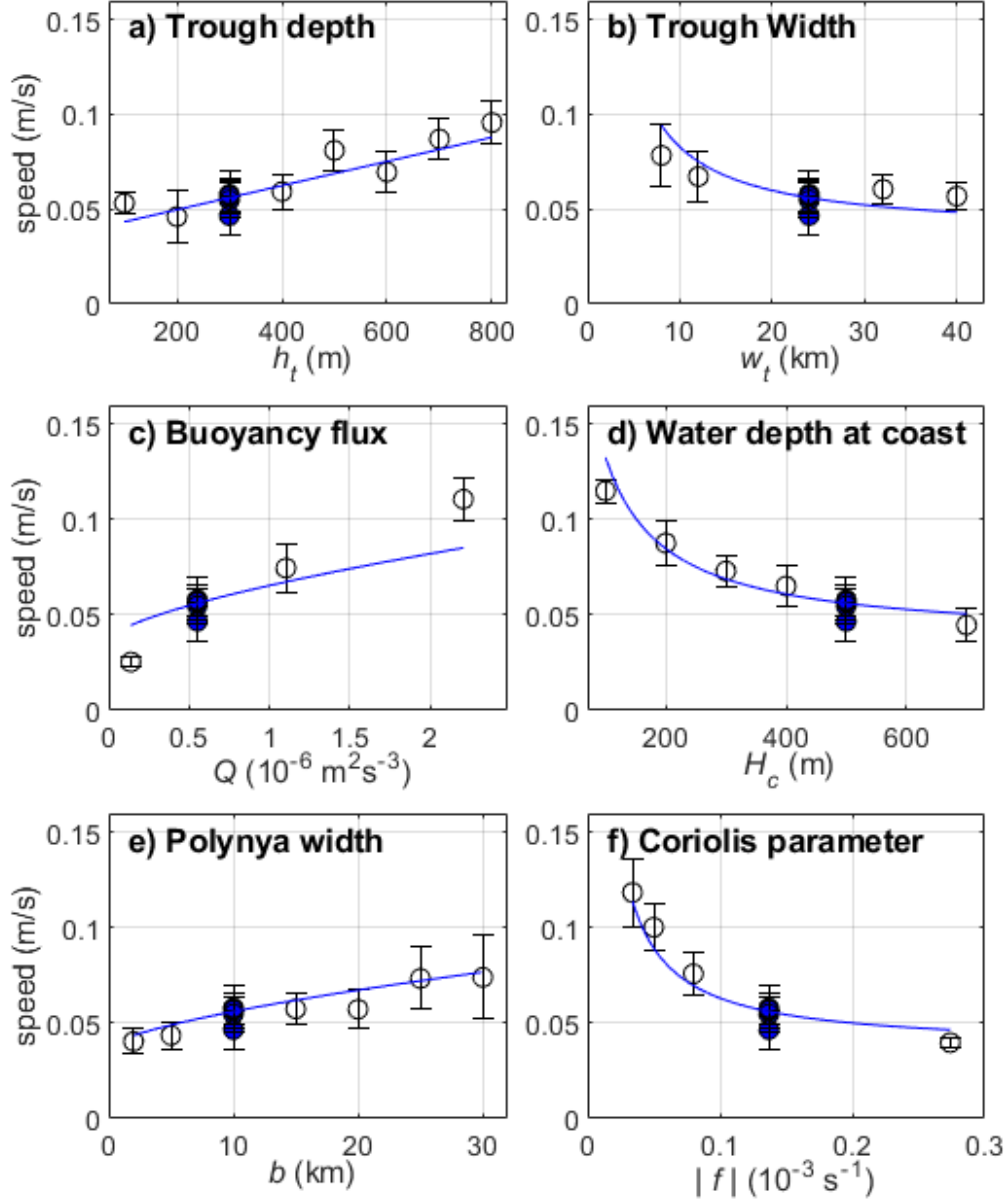 a) Trough depth
speed (m/s)
0.15
0.1
0.05
0
200 400 600 800
h_t (m)
b) Trough Width
0.15
0.1
0.05
0
0 10 20 30 40
w_t (km)
c) Buoyancy flux
speed (m/s)
0.15
0.1
0.05
0
0 0.5 1 1.5 2
Q (10^-6 m^2s^-3)
d) Water depth at coast
0.15
0.1
0.05
0
200 400 600
H_c (m)
e) Polynya width
speed (m/s)
0.15
0.1
0.05
0
0 10 20 30
b (km)
f) Coriolis parameter
0.15
0.1
0.05
0
0 0.1 0.2 0.3
| f | (10^-3 s^-1)